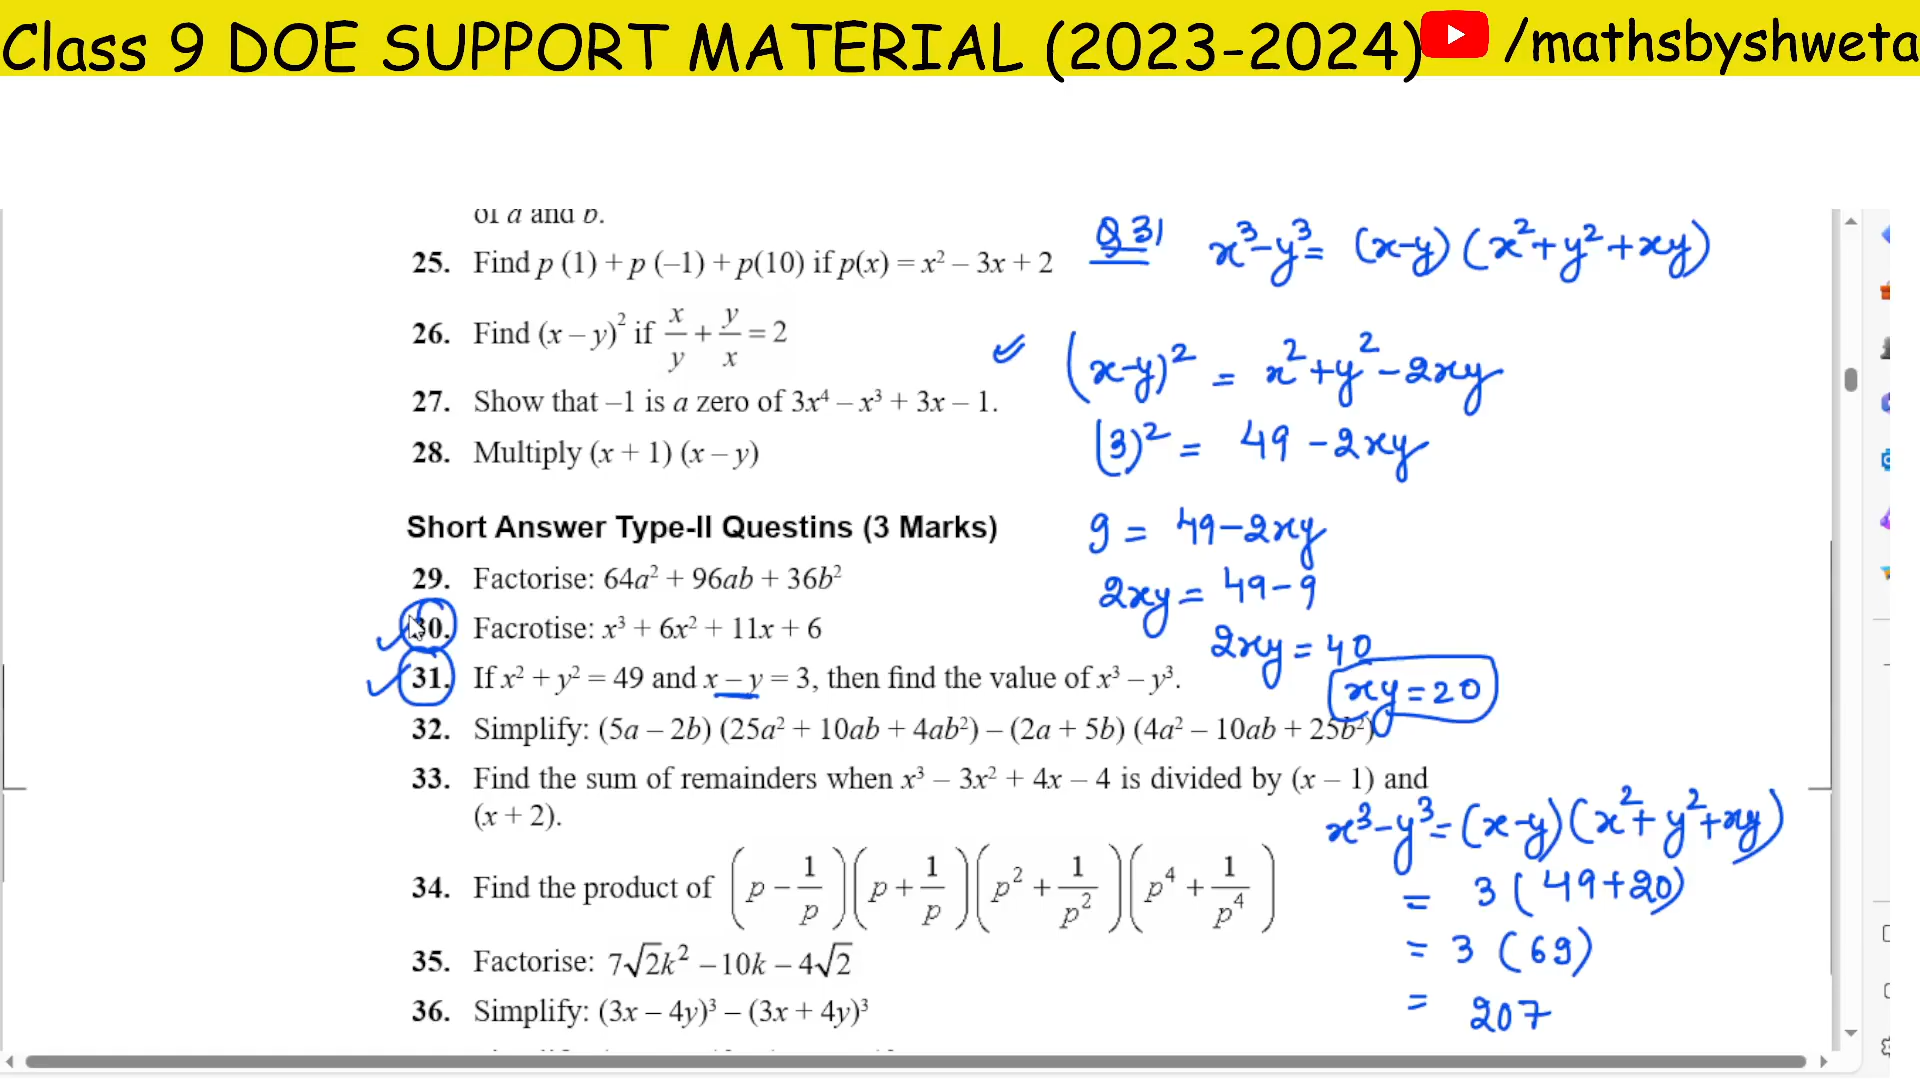 Class 9 DOE SUPPORT MATERIAL (2023-2024) /mathsbyshweta
of a and b.
25. Find p (1) + p (–1) + p(10) if p(x) = x² – 3x + 2
26. Find (x – y)² if x/y + y/x = 2
27. Show that –1 is a zero of 3x⁴ – x³ + 3x – 1.
28. Multiply (x + 1) (x – y)
Short Answer Type-II Questins (3 Marks)
29. Factorise: 64a² + 96ab + 36b²
30. Facrotise: x³ + 6x² + 11x + 6
31. If x² + y² = 49 and x – y = 3, then find the value of x³ – y³.
32. Simplify: (5a – 2b) (25a² + 10ab + 4ab²) – (2a + 5b) (4a² – 10ab + 25b²)
33. Find the sum of remainders when x³ – 3x² + 4x – 4 is divided by (x – 1) and
(x + 2).
34. Find the product of (p – 1/p)(p + 1/p)(p² + 1/p²)(p⁴ + 1/p⁴)
35. Factorise: 7√2k² – 10k – 4√2
36. Simplify: (3x – 4y)³ – (3x + 4y)³
Q 31 x³-y³= (x-y) (x²+y²+xy)
(x-y)² = x²+y²-2xy
(3)² = 49 -2xy
9 = 49-2xy
2xy = 49-9
2xy = 40
xy = 20
x³-y³= (x-y)(x²+y²+xy)
= 3 (49+20)
= 3 (69)
= 207